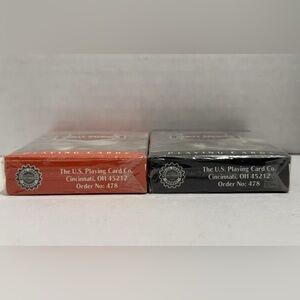 PLAYING CARDS
The U.S. Playing Card Co.
Cincinnati, OH 45212
Order No: 478
PLAYING CARDS
The U.S. Playing Card Co.
Cincinnati, OH 45212
Order No: 478